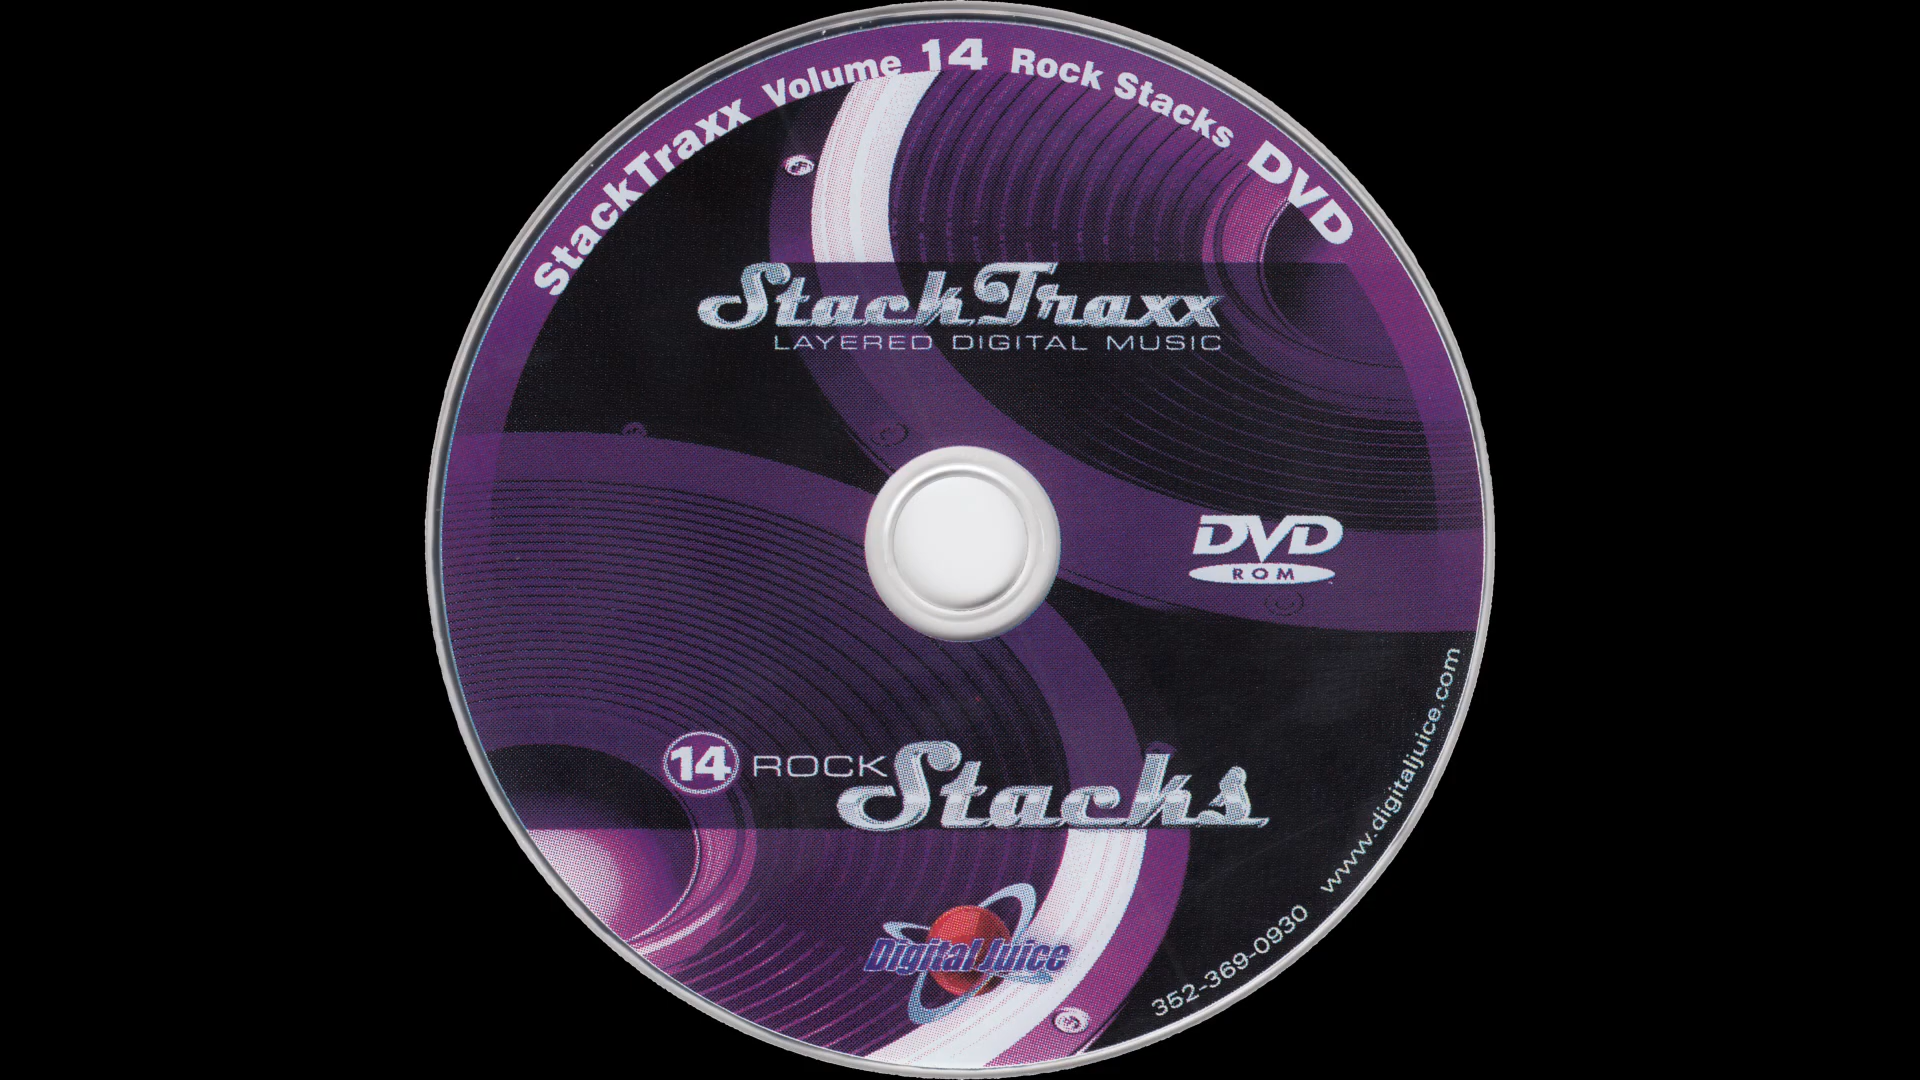 StackTraxx Volume 14 Rock Stacks DVD
StackTraxx
LAYERED DIGITAL MUSIC
DVD
ROM
14 ROCK Stacks
Digital Juice
www.digitaljuice.com
352-369-0930